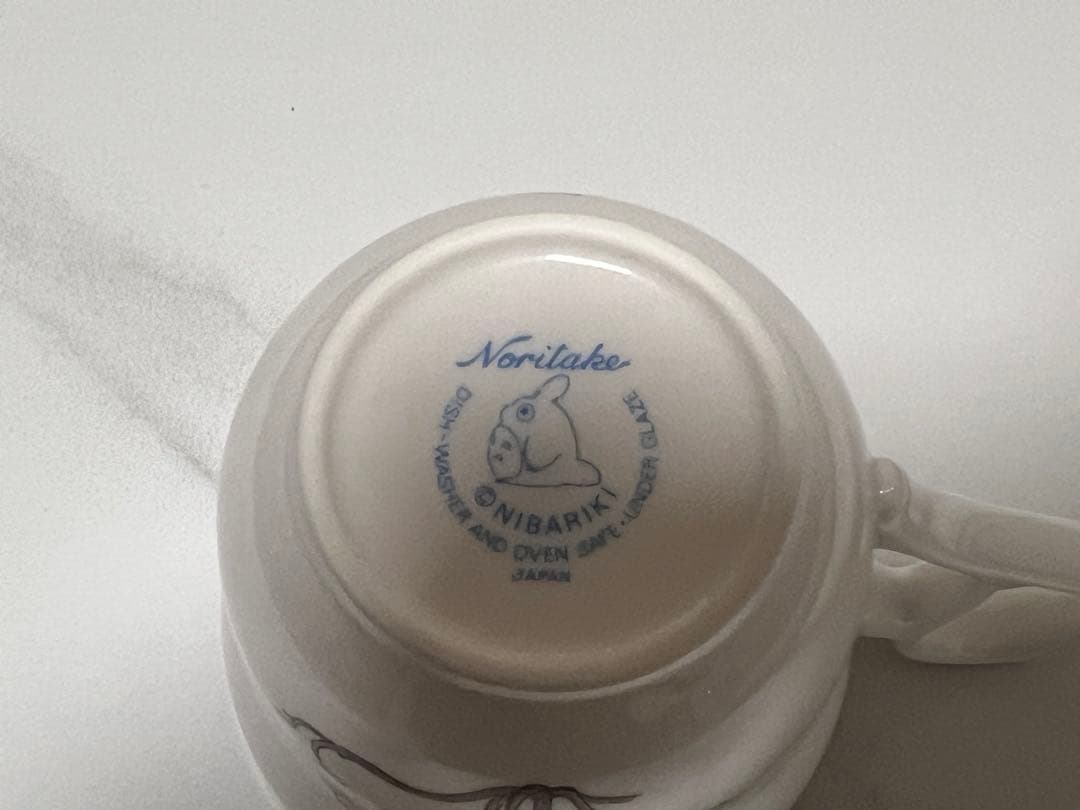 Noritake
DISH-WASHER AND OVEN SAFE·UNDER GLAZE
©NIBARIKI
JAPAN